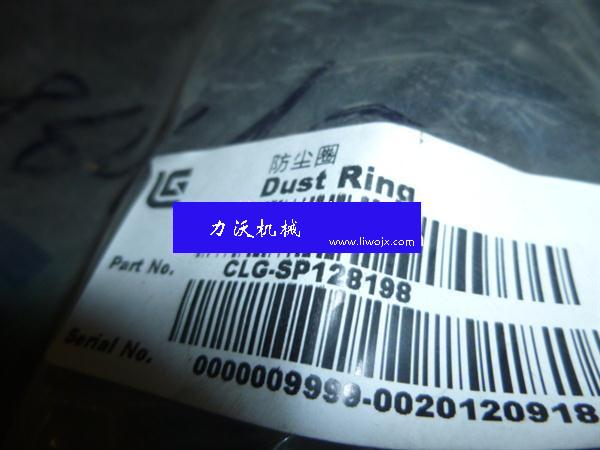 防尘圈
Dust Ring
力沃机械
www.liwojx.com
Part No.
CLG-SP128198
Serial No.
0000009999-0020120918